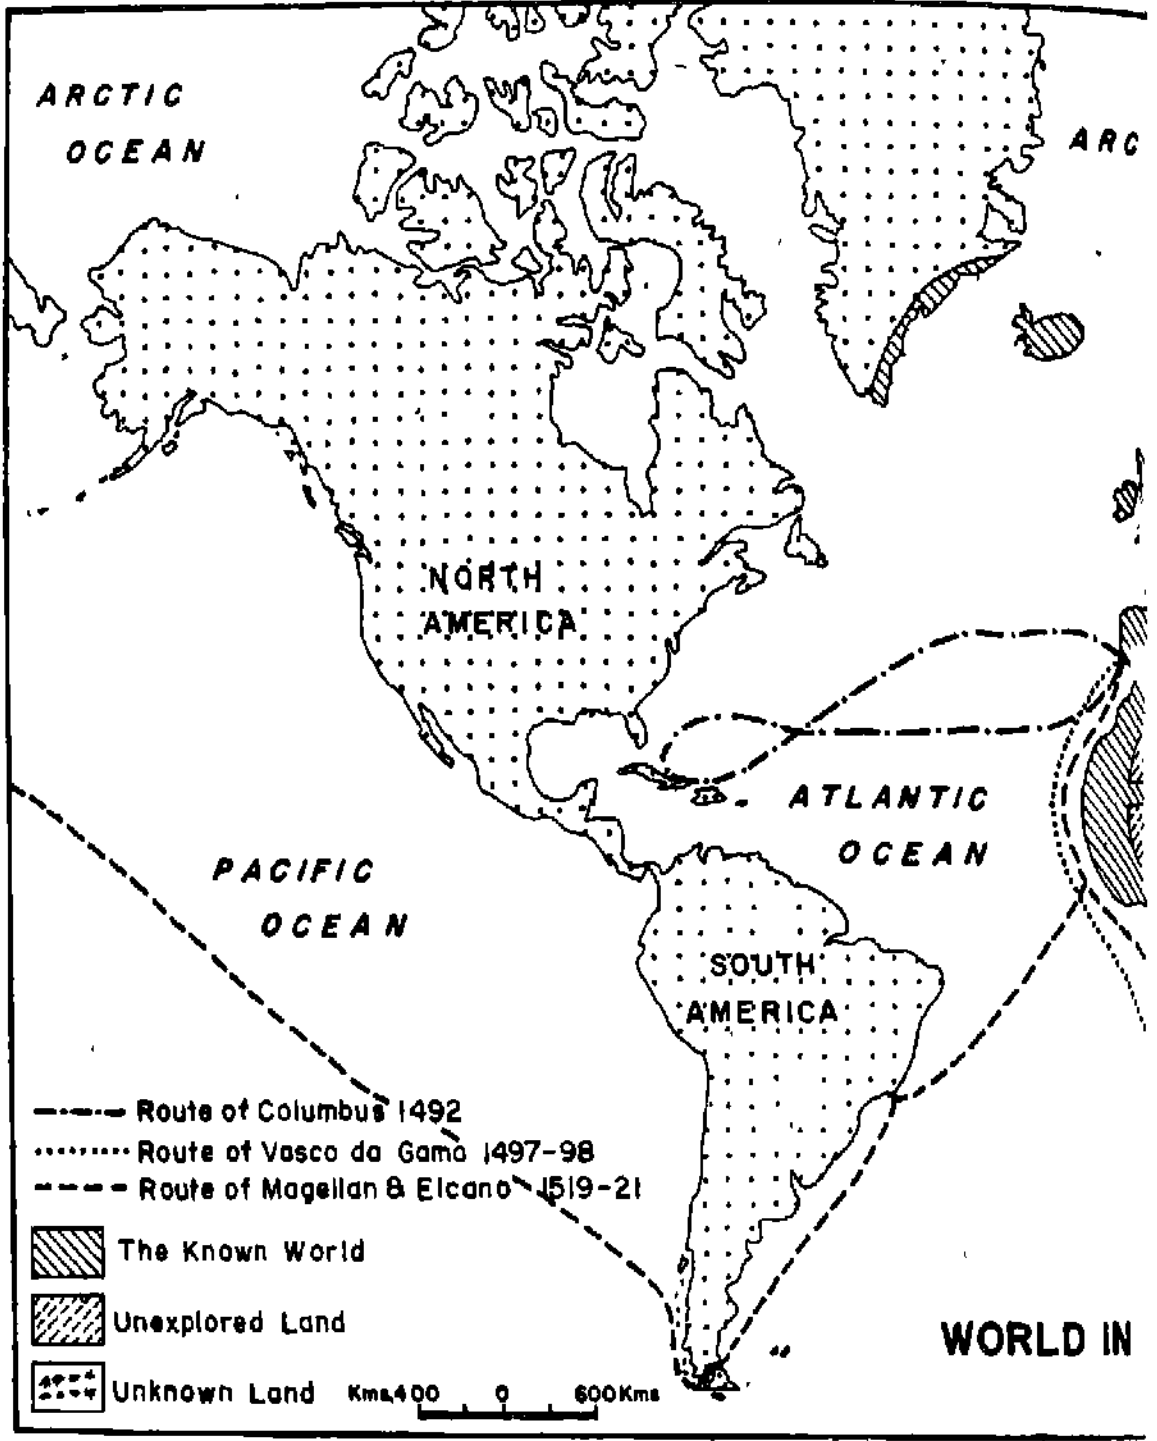 ARCTIC
OCEAN
ARC
NORTH
AMERICA
ATLANTIC
OCEAN
PACIFIC
OCEAN
SOUTH
AMERICA
Route of Columbus 1492
Route of Vasco da Gama 1497-98
Route of Magellan & Elcano 1519-21
The Known World
Unexplored Land
Unknown Land
Kms.400 0 600Kms
WORLD IN